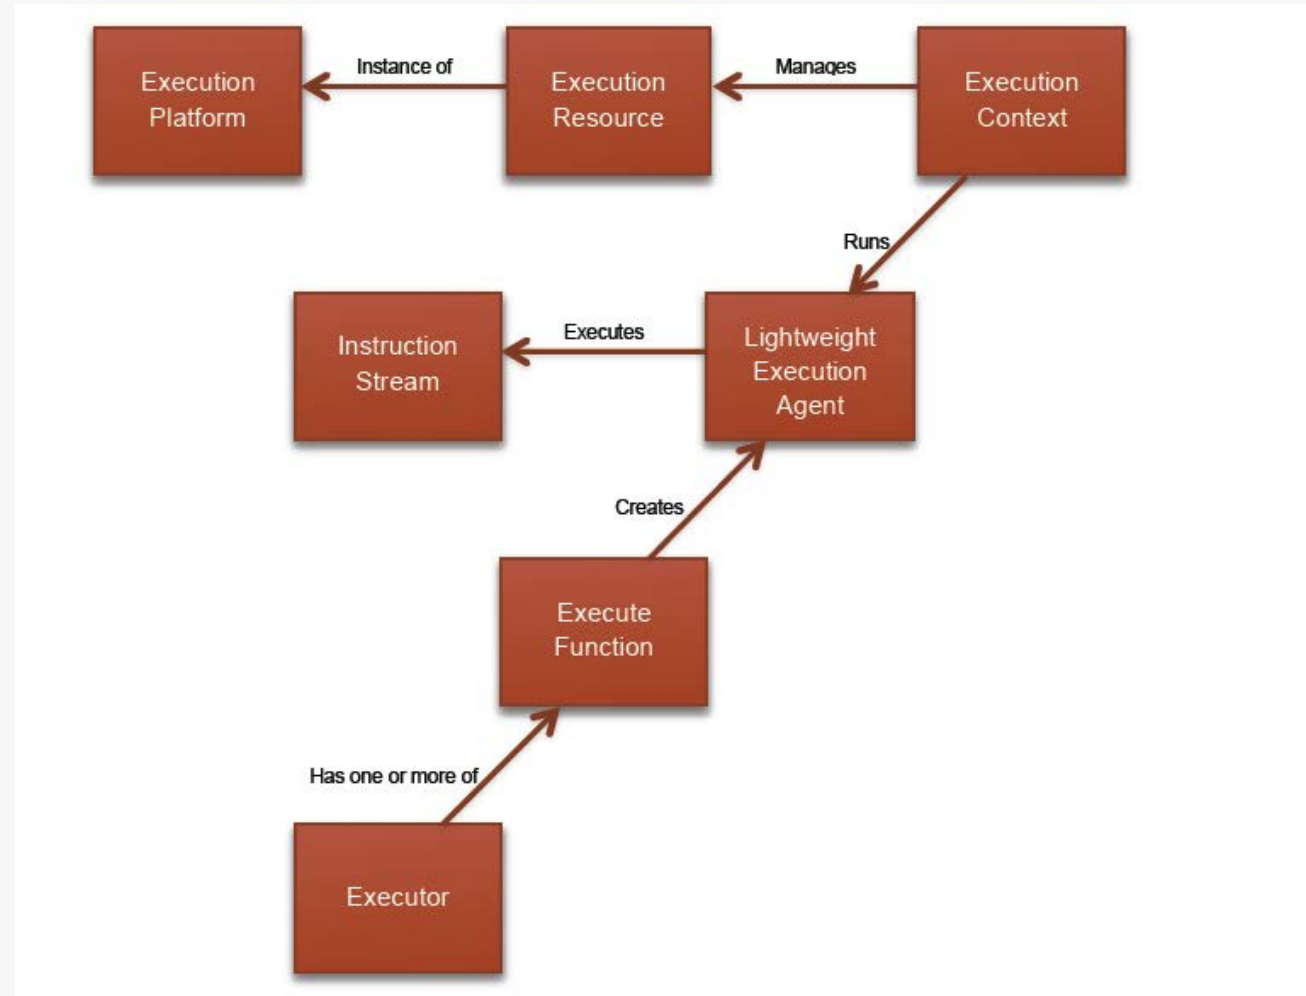 Execution
Platform
Instance of
Execution
Resource
Manages
Execution
Context
Runs
Instruction
Stream
Executes
Lightweight
Execution
Agent
Creates
Execute
Function
Has one or more of
Executor